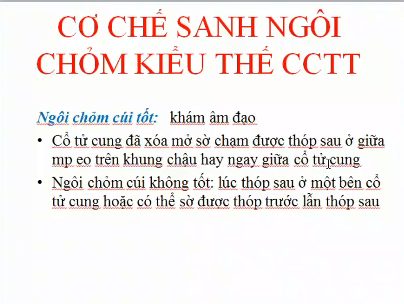 CƠ CHẾ SANH NGÔI
CHỎM KIỂU THẾ CCTT
Ngôi chỏm cúi tốt: khám âm đạo
• Cổ tử cung đã xóa mở sờ chạm được thóp sau ở giữa
mp eo trên khung chậu hay ngay giữa cổ tử cung
• Ngôi chỏm cúi không tốt: lúc thóp sau ở một bên cổ
tử cung hoặc có thể sờ được thóp trước lẫn thóp sau